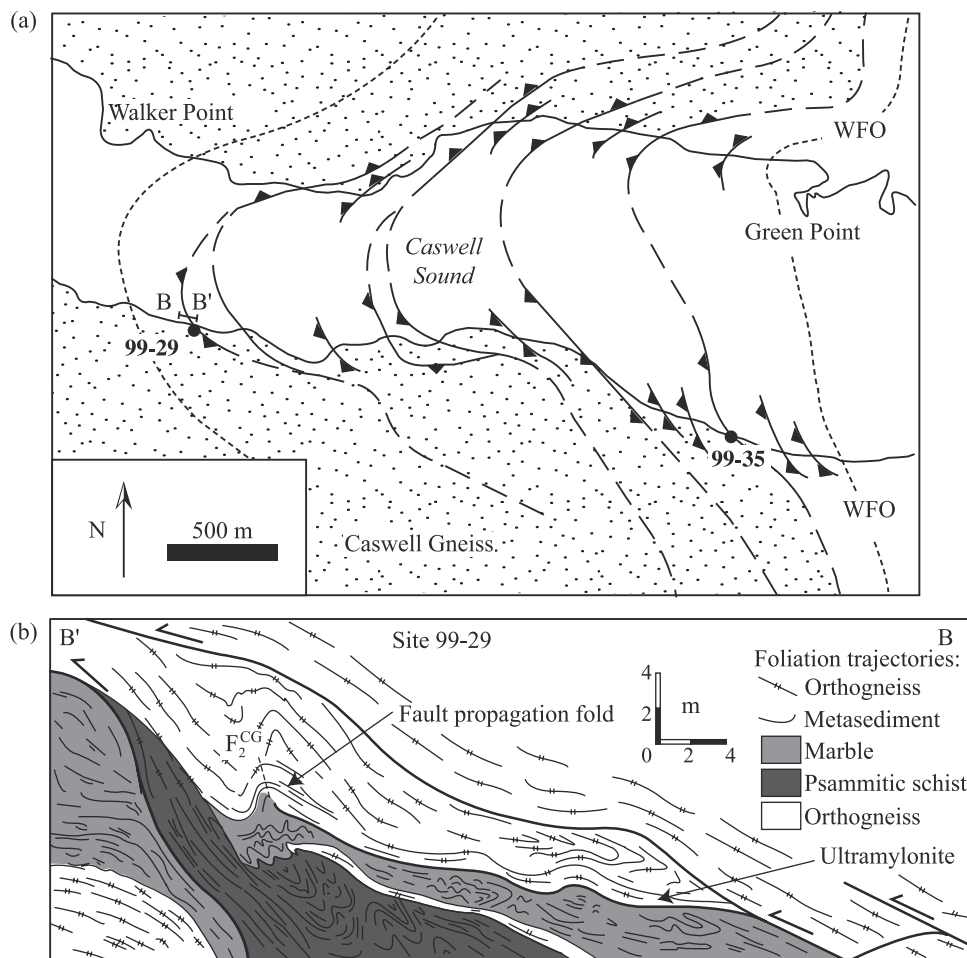 (a)
Walker Point
WFO
Green Point
Caswell
Sound
B B'
99-29
99-35
WFO
N
500 m
Caswell Gneiss.
(b)
B' Site 99-29 B
Foliation trajectories:
Orthogneiss
Metasediment
Marble
Psammitic schist
Orthogneiss
4
2
m
0
0 2 4
Fault propagation fold
F₂ᶜᴳ
Ultramylonite